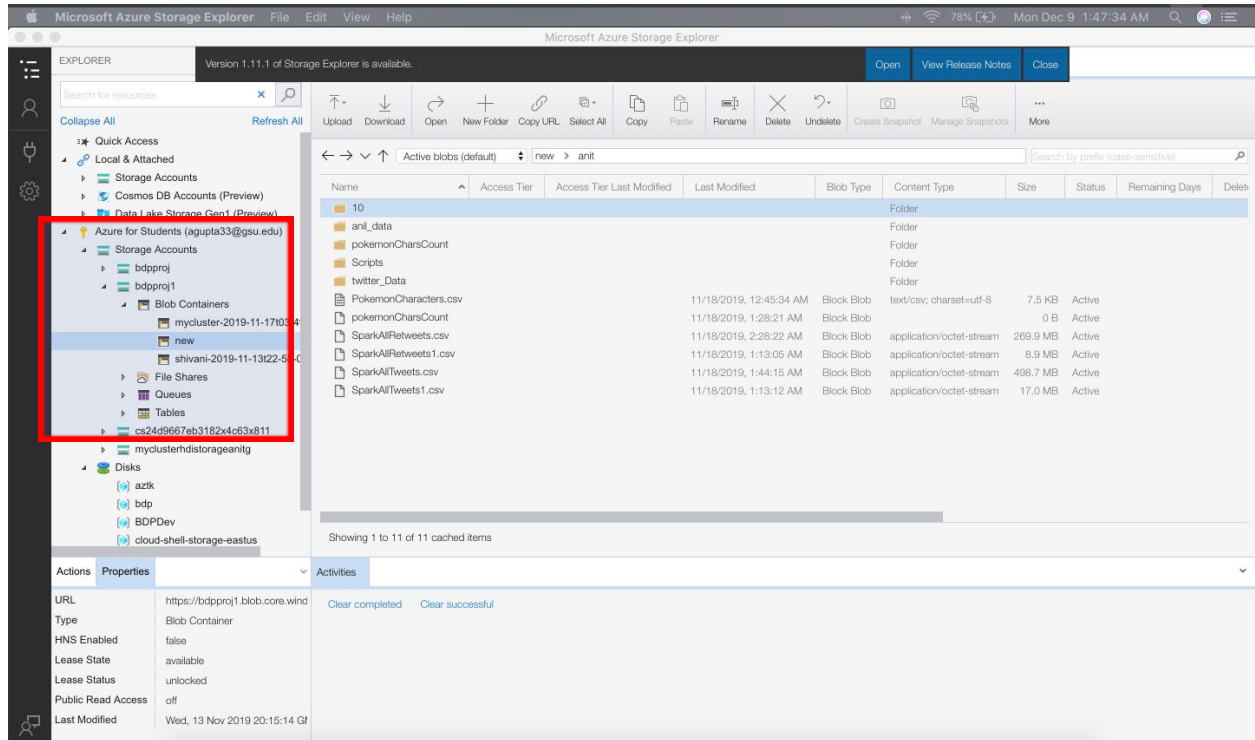 Microsoft Azure Storage Explorer File Edit View Help 78% Mon Dec 9 1:47:34 AM
Microsoft Azure Storage Explorer
EXPLORER
Version 1.11.1 of Storage Explorer is available.
Open View Release Notes Close
Search for resources
Collapse All Refresh All
Quick Access
Local & Attached
Storage Accounts
Cosmos DB Accounts (Preview)
Data Lake Storage Gen1 (Preview)
Azure for Students (agupta33@gsu.edu)
Storage Accounts
bdpproj
bdpproj1
Blob Containers
mycluster-2019-11-17t03
new
shivani-2019-11-13t22-5
File Shares
Queues
Tables
cs24d9667eb3182x4c63x811
myclusterhdistorageanitg
Disks
aztk
bdp
BDPDev
cloud-shell-storage-eastus
Upload Download Open New Folder Copy URL Select All Copy Paste Rename Delete Undelete Create Snapshot Manage Snapshots More
Active blobs (default) new > anit Search by prefix (case-sensitive)
Name Access Tier Access Tier Last Modified Last Modified Blob Type Content Type Size Status Remaining Days Delet
10 Folder
anil_data Folder
pokemonCharsCount Folder
Scripts Folder
twitter_Data Folder
PokemonCharacters.csv 11/18/2019, 12:45:34 AM Block Blob text/csv; charset=utf-8 7.5 KB Active
pokemonCharsCount 11/18/2019, 1:28:21 AM Block Blob 0 B Active
SparkAllRetweets.csv 11/18/2019, 2:28:22 AM Block Blob application/octet-stream 269.9 MB Active
SparkAllRetweets1.csv 11/18/2019, 1:13:05 AM Block Blob application/octet-stream 8.9 MB Active
SparkAllTweets.csv 11/18/2019, 1:44:15 AM Block Blob application/octet-stream 498.7 MB Active
SparkAllTweets1.csv 11/18/2019, 1:13:12 AM Block Blob application/octet-stream 17.0 MB Active
Showing 1 to 11 of 11 cached items
Actions Properties
URL https://bdpproj1.blob.core.wind
Type Blob Container
HNS Enabled false
Lease State available
Lease Status unlocked
Public Read Access off
Last Modified Wed, 13 Nov 2019 20:15:14 GM
Activities
Clear completed Clear successful